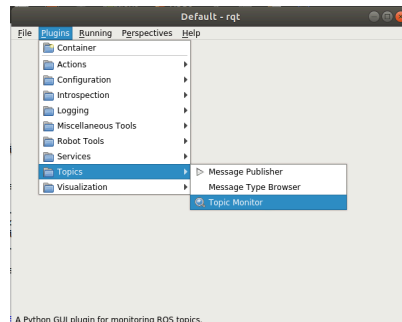 Default - rqt
File Plugins Running Perspectives Help
Container
Actions
Configuration
Introspection
Logging
Miscellaneous Tools
Robot Tools
Services
Topics
Visualization
Message Publisher
Message Type Browser
Topic Monitor
A Python GUI plugin for monitoring ROS topics.